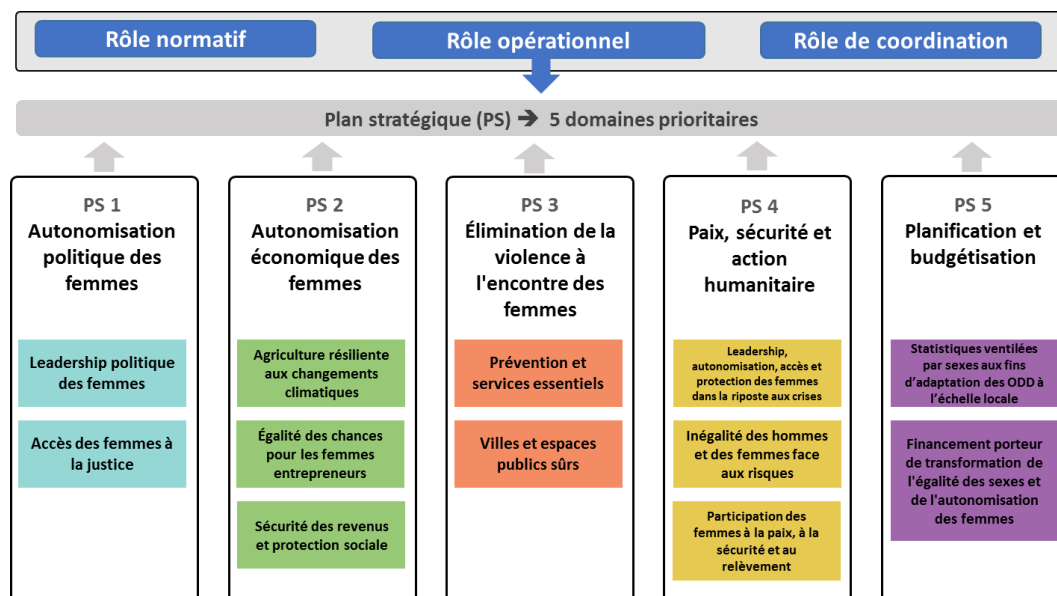 Rôle normatif
Rôle opérationnel
Rôle de coordination
Plan stratégique (PS) ➔ 5 domaines prioritaires
PS 1
Autonomisation
politique des
femmes
Leadership politique
des femmes
Accès des femmes à
la justice
PS 2
Autonomisation
économique des
femmes
Agriculture résiliente
aux changements
climatiques
Égalité des chances
pour les femmes
entrepreneurs
Sécurité des revenus
et protection sociale
PS 3
Élimination de la
violence à
l'encontre des
femmes
Prévention et
services essentiels
Villes et espaces
publics sûrs
PS 4
Paix, sécurité et
action
humanitaire
Leadership,
autonomisation, accès et
protection des femmes
dans la riposte aux crises
Inégalité des hommes
et des femmes face
aux risques
Participation des
femmes à la paix, à la
sécurité et au
relèvement
PS 5
Planification et
budgétisation
Statistiques ventilées
par sexes aux fins
d’adaptation des ODD à
l’échelle locale
Financement porteur
de transformation de
l'égalité des sexes et
de l'autonomisation
des femmes